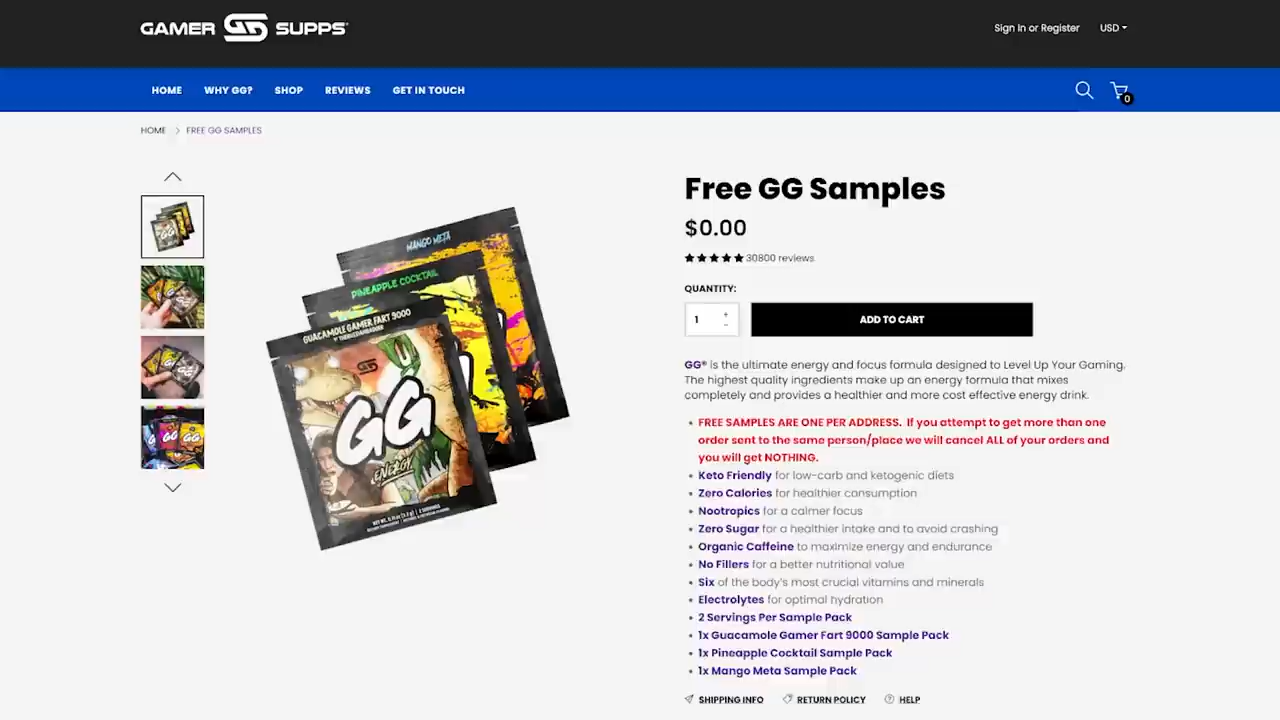 GAMER GG SUPPS
Sign In or Register
USD
HOME
WHY GG?
SHOP
REVIEWS
GET IN TOUCH
0
HOME
FREE GG SAMPLES
Free GG Samples
$0.00
30800 reviews
QUANTITY:
1
+
-
ADD TO CART
MANGO META
PINEAPPLE COCKTAIL
GUACAMOLE GAMER FART 9000
GG
ENERGY
GG® is the ultimate energy and focus formula designed to Level Up Your Gaming.
The highest quality ingredients make up an energy formula that mixes
completely and provides a healthier and more cost effective energy drink.
• FREE SAMPLES ARE ONE PER ADDRESS. If you attempt to get more than one
order sent to the same person/place we will cancel ALL of your orders and
you will get NOTHING.
• Keto Friendly for low-carb and ketogenic diets
• Zero Calories for healthier consumption
• Nootropics for a calmer focus
• Zero Sugar for a healthier intake and to avoid crashing
• Organic Caffeine to maximize energy and endurance
• No Fillers for a better nutritional value
• Six of the body's most crucial vitamins and minerals
• Electrolytes for optimal hydration
• 2 Servings Per Sample Pack
• 1x Guacamole Gamer Fart 9000 Sample Pack
• 1x Pineapple Cocktail Sample Pack
• 1x Mango Meta Sample Pack
SHIPPING INFO
RETURN POLICY
HELP